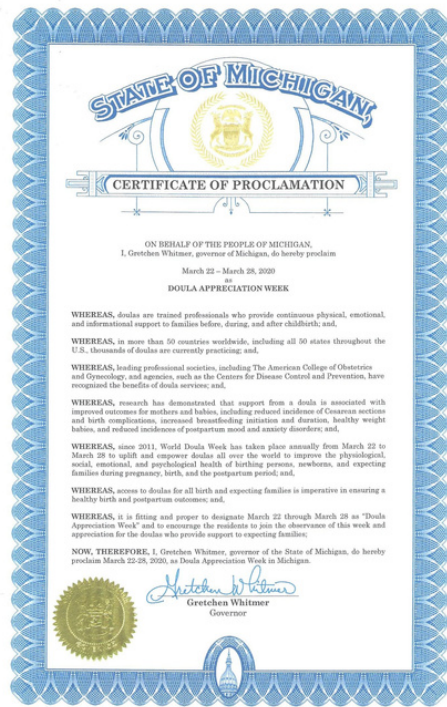 STATE OF MICHIGAN,
CERTIFICATE OF PROCLAMATION
ON BEHALF OF THE PEOPLE OF MICHIGAN,
I, Gretchen Whitmer, governor of Michigan, do hereby proclaim
March 22 – March 28, 2020
as
DOULA APPRECIATION WEEK
WHEREAS, doulas are trained professionals who provide continuous physical, emotional,
and informational support to families before, during, and after childbirth; and,
WHEREAS, in more than 50 countries worldwide, including all 50 states throughout the
U.S., thousands of doulas are currently practicing; and,
WHEREAS, leading professional societies, including The American College of Obstetrics
and Gynecology, and agencies, such as the Centers for Disease Control and Prevention, have
recognized the benefits of doula services; and,
WHEREAS, research has demonstrated that support from a doula is associated with
improved outcomes for mothers and babies, including reduced incidence of Cesarean sections
and birth complications, increased breastfeeding initiation and duration, healthy weight
babies, and reduced incidences of postpartum mood and anxiety disorders; and,
WHEREAS, since 2011, World Doula Week has taken place annually from March 22 to
March 28 to uplift and empower doulas all over the world to improve the physiological,
social, emotional, and psychological health of birthing persons, newborns, and expecting
families during pregnancy, birth, and the postpartum period; and,
WHEREAS, access to doulas for all birth and expecting families is imperative in ensuring a
healthy birth and postpartum outcomes; and,
WHEREAS, it is fitting and proper to designate March 22 through March 28 as "Doula
Appreciation Week" and to encourage the residents to join the observance of this week and
appreciation for the doulas who provide support to expecting families;
NOW, THEREFORE, I, Gretchen Whitmer, governor of the State of Michigan, do hereby
proclaim March 22-28, 2020, as Doula Appreciation Week in Michigan.
Gretchen Whitmer
Gretchen Whitmer
Governor